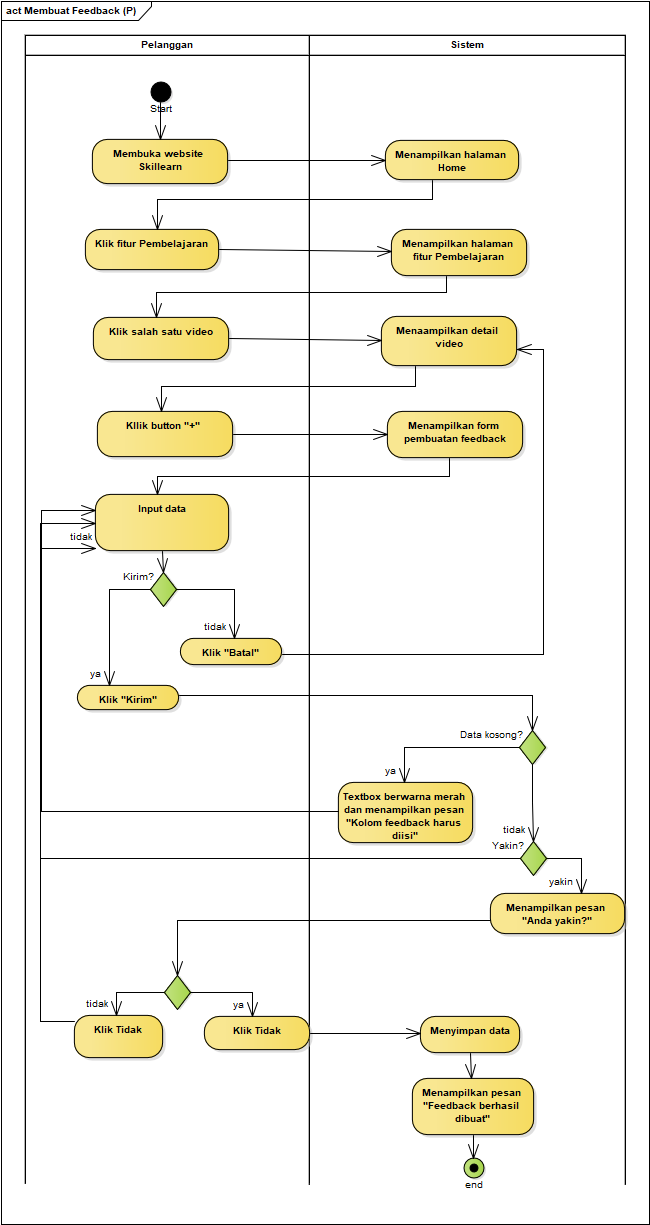 act Membuat Feedback (P)
Pelanggan
Sistem
Start
Membuka website
Skillearn
Menampilkan halaman
Home
Klik fitur Pembelajaran
Menampilkan halaman
fitur Pembelajaran
Klik salah satu video
Menaampilkan detail
video
Kllik button "+"
Menampilkan form
pembuatan feedback
Input data
tidak
Kirim?
tidak
Klik "Batal"
ya
Klik "Kirim"
Data kosong?
ya
Textbox berwarna merah
dan menampilkan pesan
"Kolom feedback harus
diisi"
tidak
Yakin?
yakin
Menampilkan pesan
"Anda yakin?"
tidak
ya
Klik Tidak
Klik Tidak
Menyimpan data
Menampilkan pesan
"Feedback berhasil
dibuat"
end